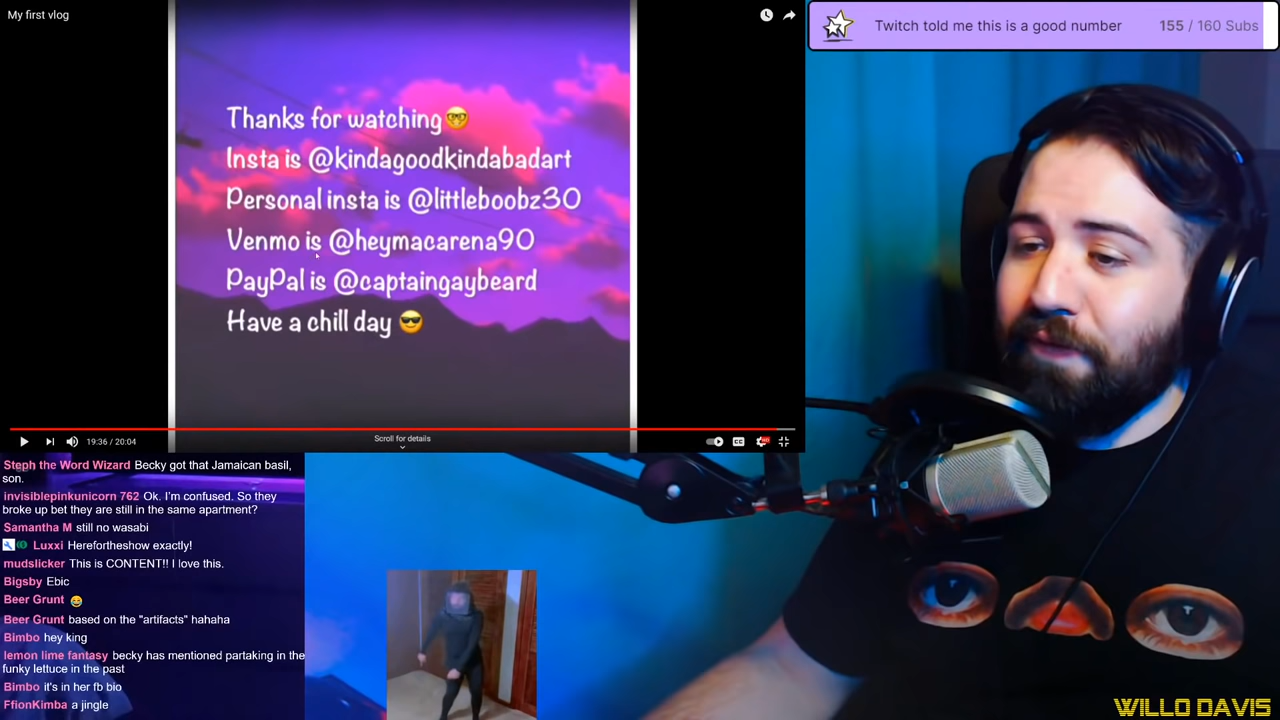 My first vlog
Twitch told me this is a good number 155 / 160 Subs
Thanks for watching🤓
Insta is @kindagoodkindabadart
Personal insta is @littleboobz30
Venmo is @heymacarena90
PayPal is @captaingaybeard
Have a chill day 😎
19:36 / 20:04
Scroll for details
CC
HD
Steph the Word Wizard Becky got that Jamaican basil,
son.
invisiblepinkunicorn 762 Ok. I'm confused. So they
broke up bet they are still in the same apartment?
Samantha M still no wasabi
Luxxi Herefortheshow exactly!
mudslicker This is CONTENT!! I love this.
Bigsby Ebic
Beer Grunt 😂
Beer Grunt based on the "artifacts" hahaha
Bimbo hey king
lemon lime fantasy becky has mentioned partaking in the
funky lettuce in the past
Bimbo it's in her fb bio
FfionKimba a jingle
WILLO DAVIS